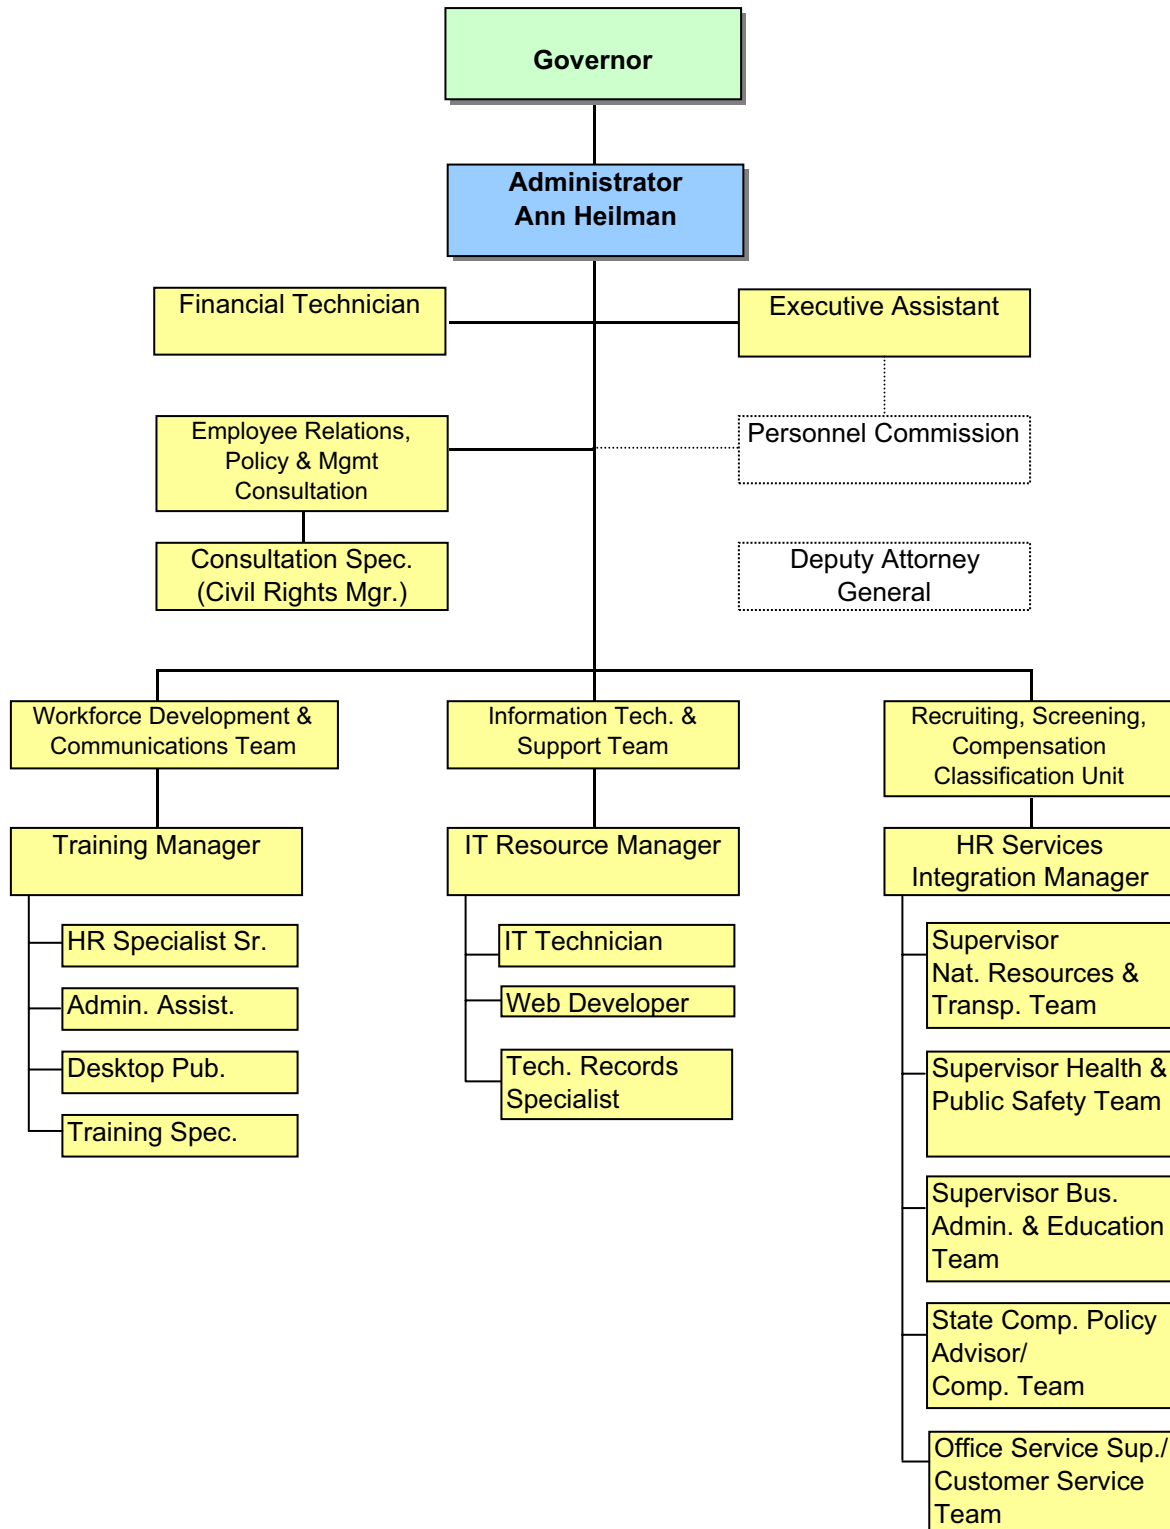 Governor
Administrator
Ann Heilman
Financial Technician
Executive Assistant
Employee Relations,
Policy & Mgmt
Consultation
Personnel Commission
Consultation Spec.
(Civil Rights Mgr.)
Deputy Attorney
General
Workforce Development &
Communications Team
Information Tech. &
Support Team
Recruiting, Screening,
Compensation
Classification Unit
Training Manager
IT Resource Manager
HR Services
Integration Manager
HR Specialist Sr.
Admin. Assist.
Desktop Pub.
Training Spec.
IT Technician
Web Developer
Tech. Records
Specialist
Supervisor
Nat. Resources &
Transp. Team
Supervisor Health &
Public Safety Team
Supervisor Bus.
Admin. & Education
Team
State Comp. Policy
Advisor/
Comp. Team
Office Service Sup./
Customer Service
Team